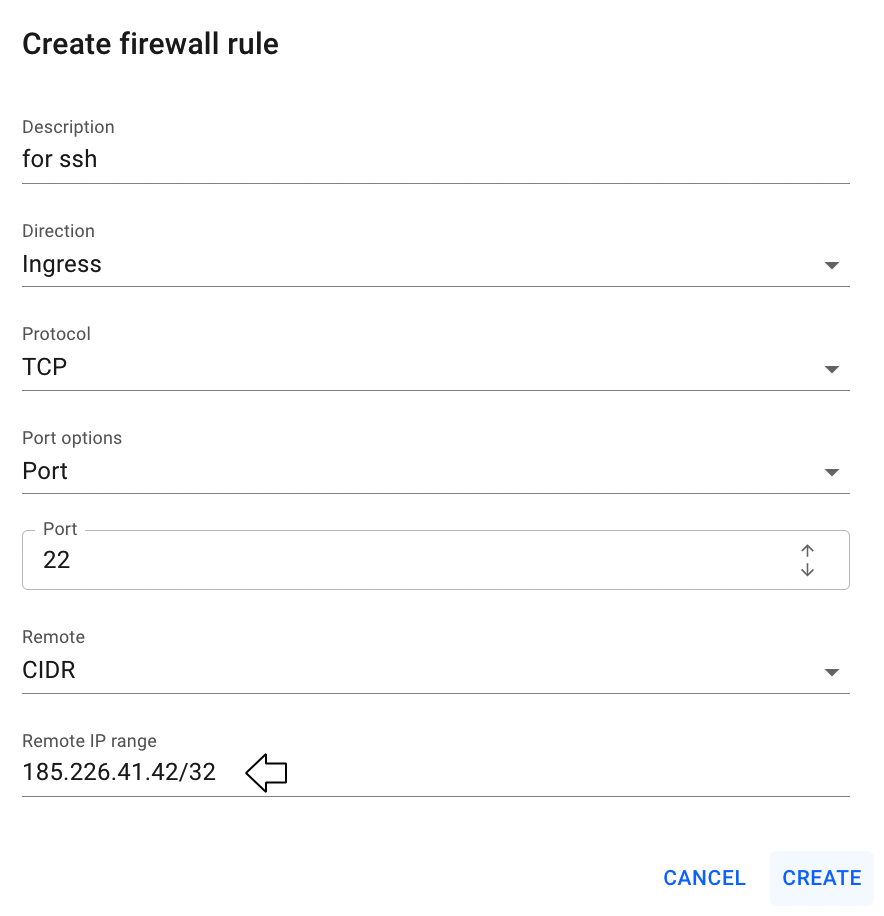 Create firewall rule
Description
for ssh
Direction
Ingress
Protocol
TCP
Port options
Port
Port
22
Remote
CIDR
Remote IP range
185.226.41.42/32
CANCEL CREATE